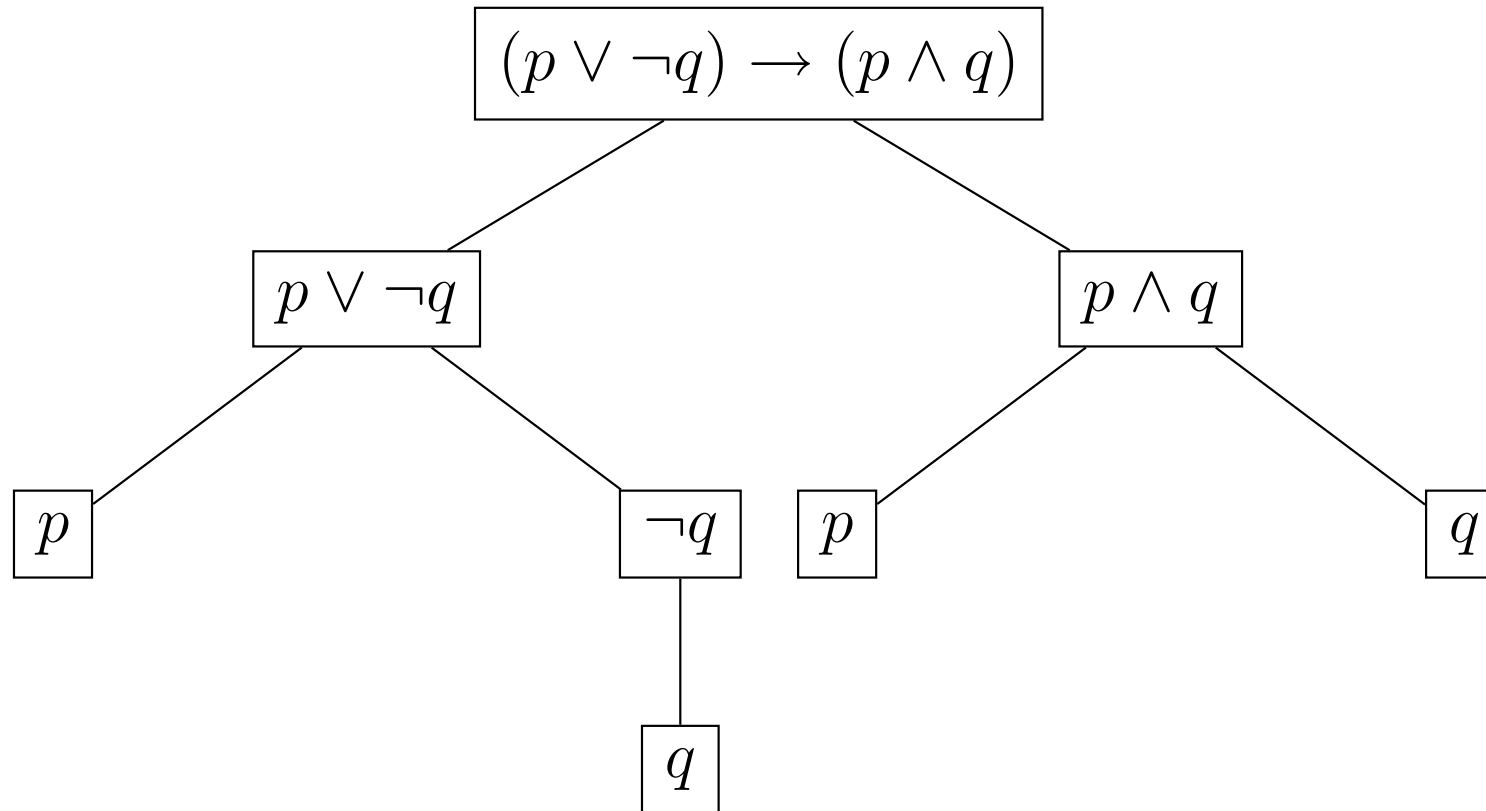 (p ∨ ¬q) → (p ∧ q)
p ∨ ¬q
p ∧ q
p
¬q
p
q
q